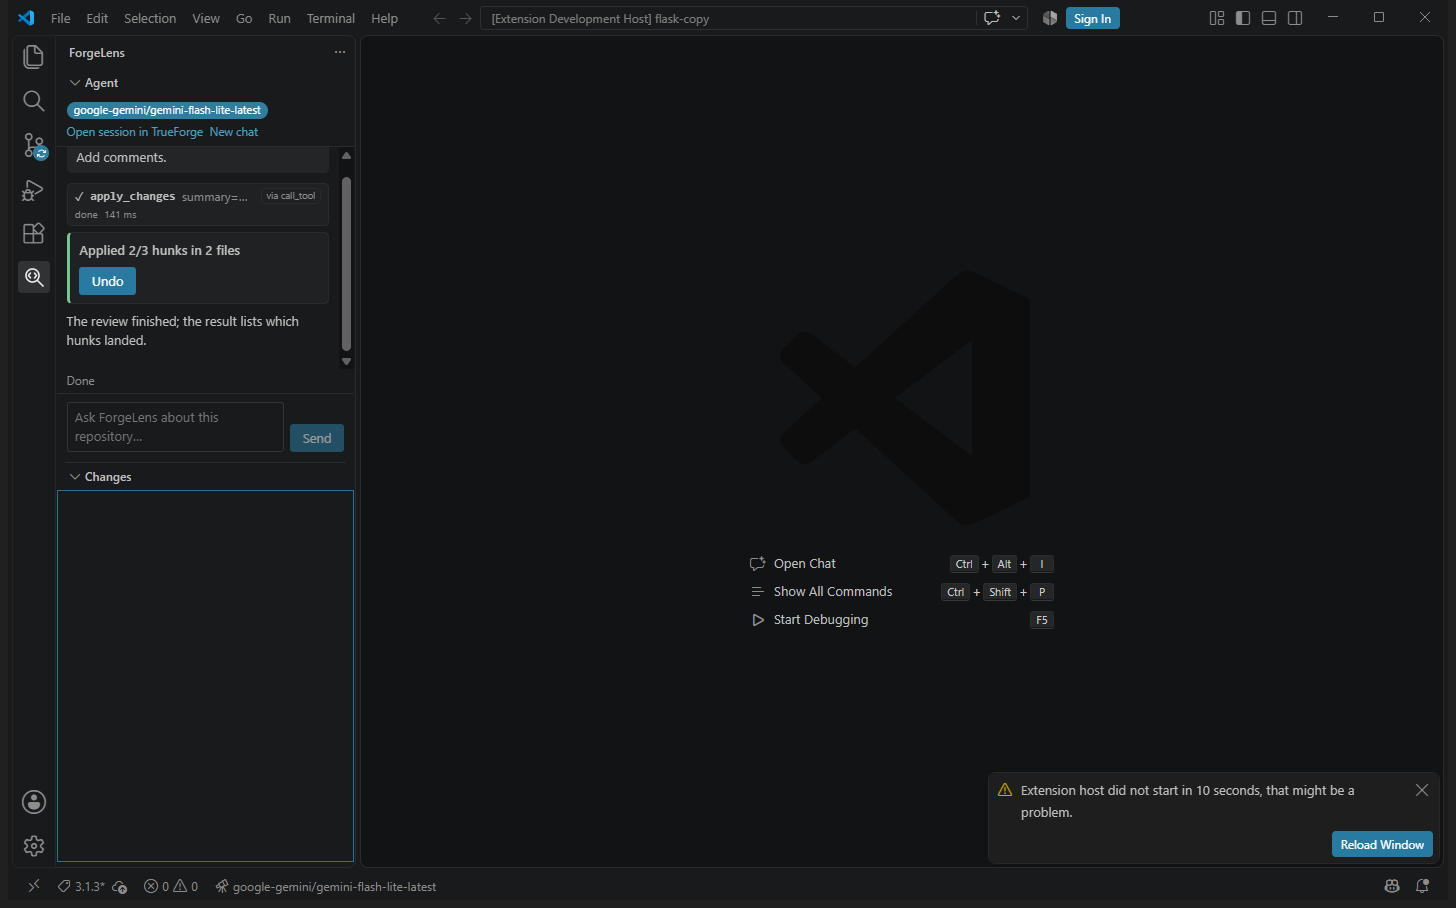 File Edit Selection View Go Run Terminal Help
[Extension Development Host] flask-copy
Sign In
ForgeLens
Agent
google-gemini/gemini-flash-lite-latest
Open session in TrueForge New chat
Add comments.
✓ apply_changes summary=... via call_tool
done 141 ms
Applied 2/3 hunks in 2 files
Undo
The review finished; the result lists which
hunks landed.
Done
Ask ForgeLens about this
repository...
Send
Changes
Open Chat Ctrl + Alt + I
Show All Commands Ctrl + Shift + P
Start Debugging F5
Extension host did not start in 10 seconds, that might be a
problem.
Reload Window
3.1.3* 0 0 google-gemini/gemini-flash-lite-latest